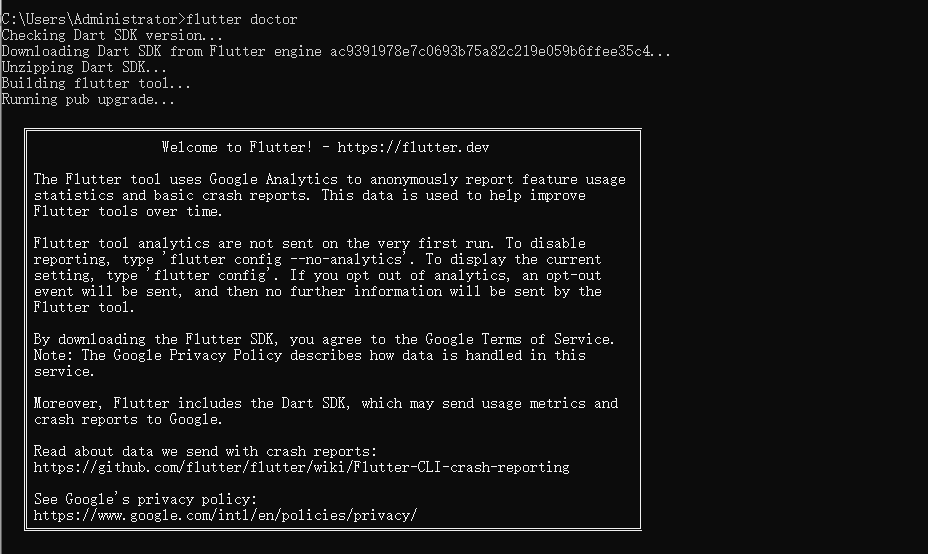 C:\Users\Administrator>flutter doctor
Checking Dart SDK version...
Downloading Dart SDK from Flutter engine ac9391978e7c0693b75a82c219e059b6ffee35c4...
Unzipping Dart SDK...
Building flutter tool...
Running pub upgrade...
Welcome to Flutter! - https://flutter.dev
The Flutter tool uses Google Analytics to anonymously report feature usage
statistics and basic crash reports. This data is used to help improve
Flutter tools over time.
Flutter tool analytics are not sent on the very first run. To disable
reporting, type 'flutter config --no-analytics'. To display the current
setting, type 'flutter config'. If you opt out of analytics, an opt-out
event will be sent, and then no further information will be sent by the
Flutter tool.
By downloading the Flutter SDK, you agree to the Google Terms of Service.
Note: The Google Privacy Policy describes how data is handled in this
service.
Moreover, Flutter includes the Dart SDK, which may send usage metrics and
crash reports to Google.
Read about data we send with crash reports:
https://github.com/flutter/flutter/wiki/Flutter-CLI-crash-reporting
See Google's privacy policy:
https://www.google.com/intl/en/policies/privacy/